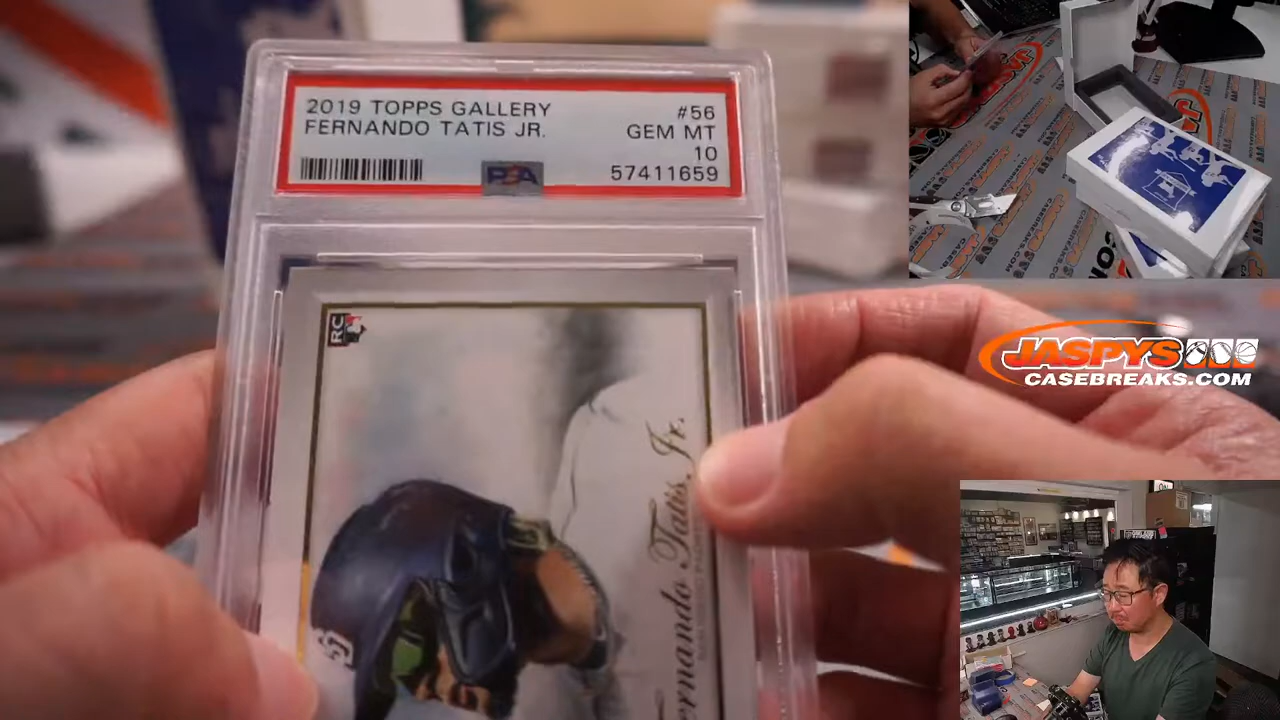 2019 TOPPS GALLERY #56
FERNANDO TATIS JR. GEM MT
10
PSA 57411659
RC
Fernando Tatis Jr.
SD
JASPYS
CASEBREAKS.COM